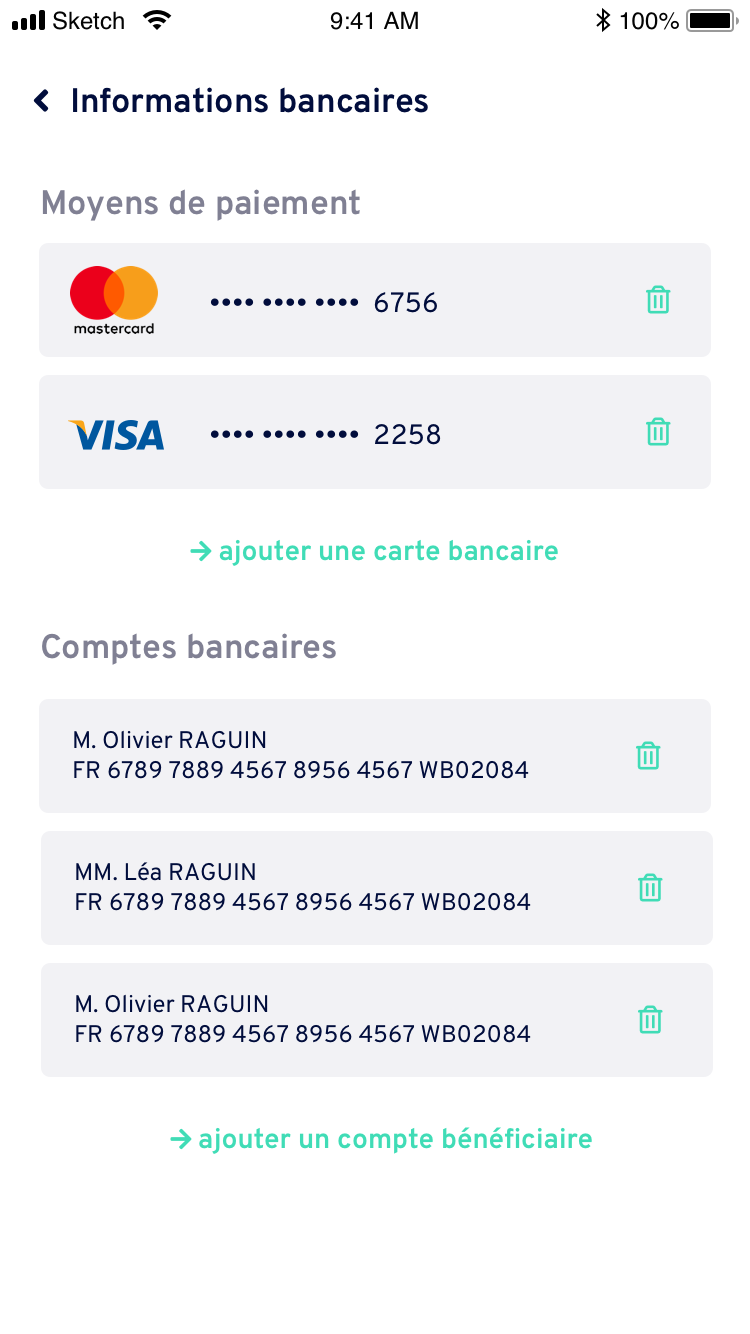 Sketch 9:41 AM 100%
Informations bancaires
Moyens de paiement
mastercard •••• •••• •••• 6756
VISA •••• •••• •••• 2258
→ ajouter une carte bancaire
Comptes bancaires
M. Olivier RAGUIN
FR 6789 7889 4567 8956 4567 WB02084
MM. Léa RAGUIN
FR 6789 7889 4567 8956 4567 WB02084
M. Olivier RAGUIN
FR 6789 7889 4567 8956 4567 WB02084
→ ajouter un compte bénéficiaire